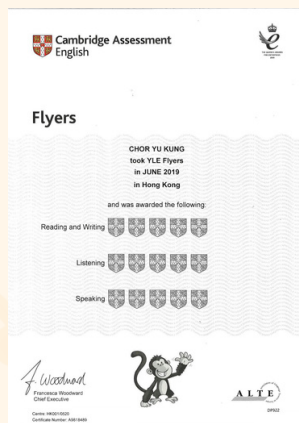 Cambridge Assessment
English
Flyers
CHOR YU KUNG
took YLE Flyers
in JUNE 2019
in Hong Kong
and was awarded the following:
Reading and Writing
Listening
Speaking
F. Woodward
Francesca Woodward
Chief Executive
ALTE